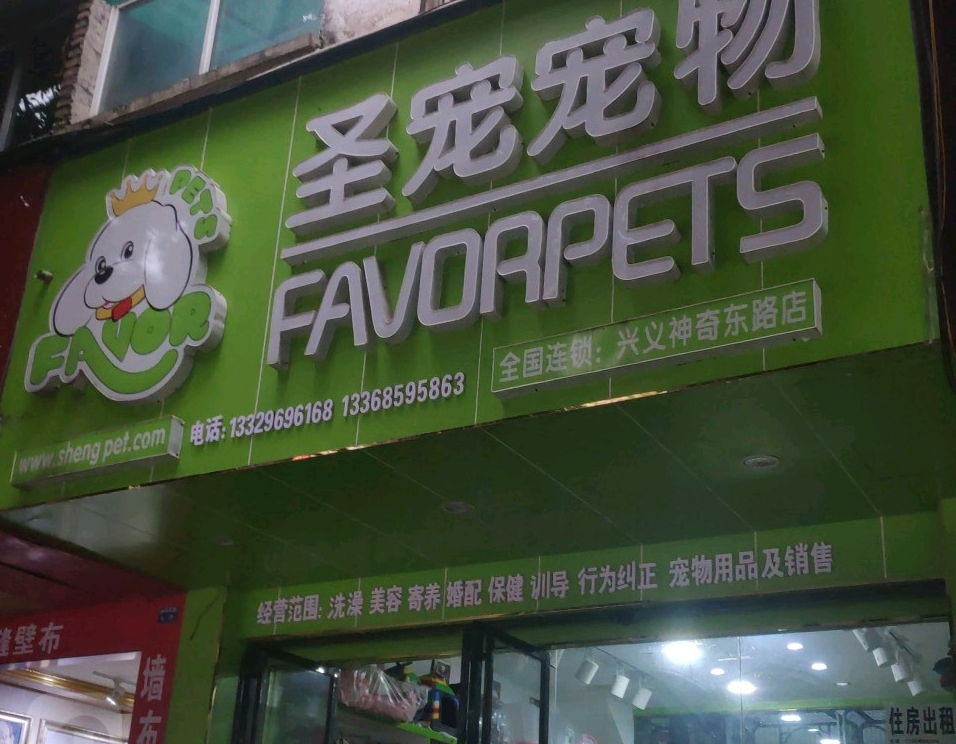 圣宠宠物
PETS
FAVOR
FAVORPETS
全国连锁：兴义神奇东路店
电话：13329696168 13368595863
www.shengpet.com
经营范围：洗澡 美容 寄养 婚配 保健 训导 行为纠正 宠物用品及销售
缝壁布
墙布
住房出租